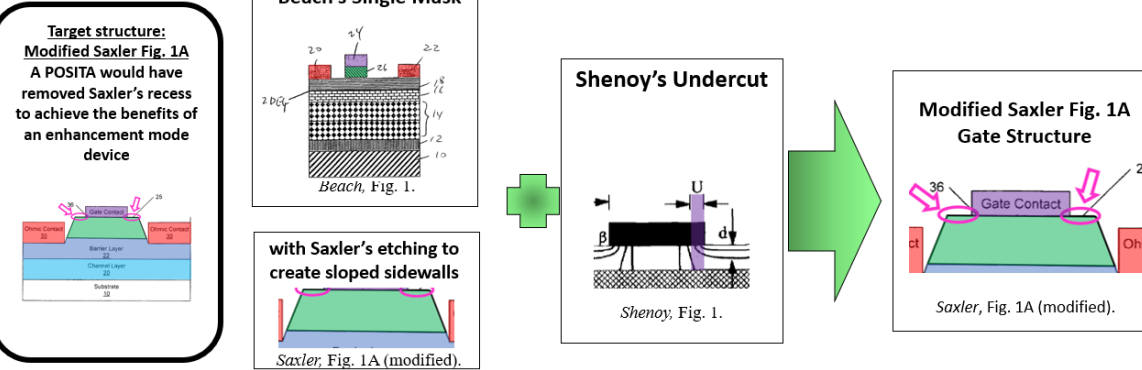 Target structure:
Modified Saxler Fig. 1A
A POSITA would have
removed Saxler's recess
to achieve the benefits of
an enhancement mode
device
36
25
Gate Contact
Ohmic Contact
30
Ohmic Contact
30
Barrier Layer
22
Channel Layer
20
Substrate
10
Beach's Single Mask
24
20
22
26
18
16
2DEG
14
12
10
Beach, Fig. 1.
with Saxler's etching to
create sloped sidewalls
Saxler, Fig. 1A (modified).
Shenoy's Undercut
U
β
d
Shenoy, Fig. 1.
Modified Saxler Fig. 1A
Gate Structure
36
2
Gate Contact
ct
Oh
Saxler, Fig. 1A (modified).